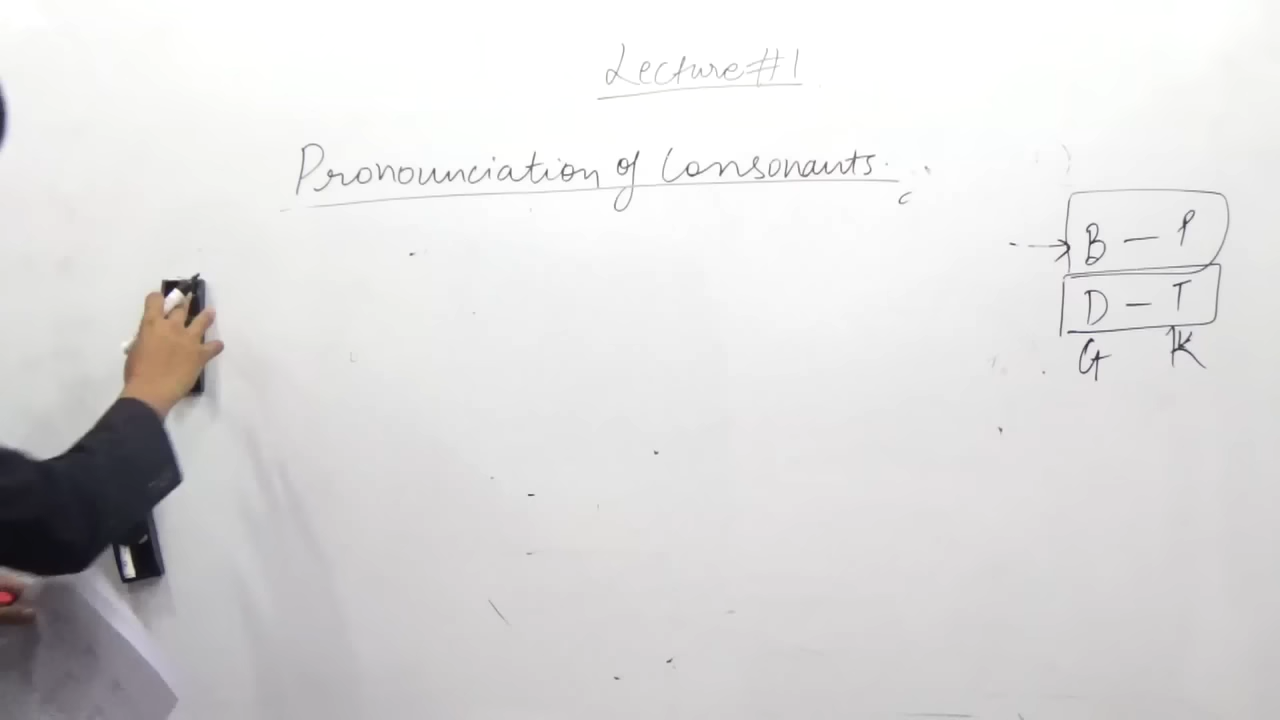 Lecture #1
Pronounciation of Consonants.
B — P
D — T
G K